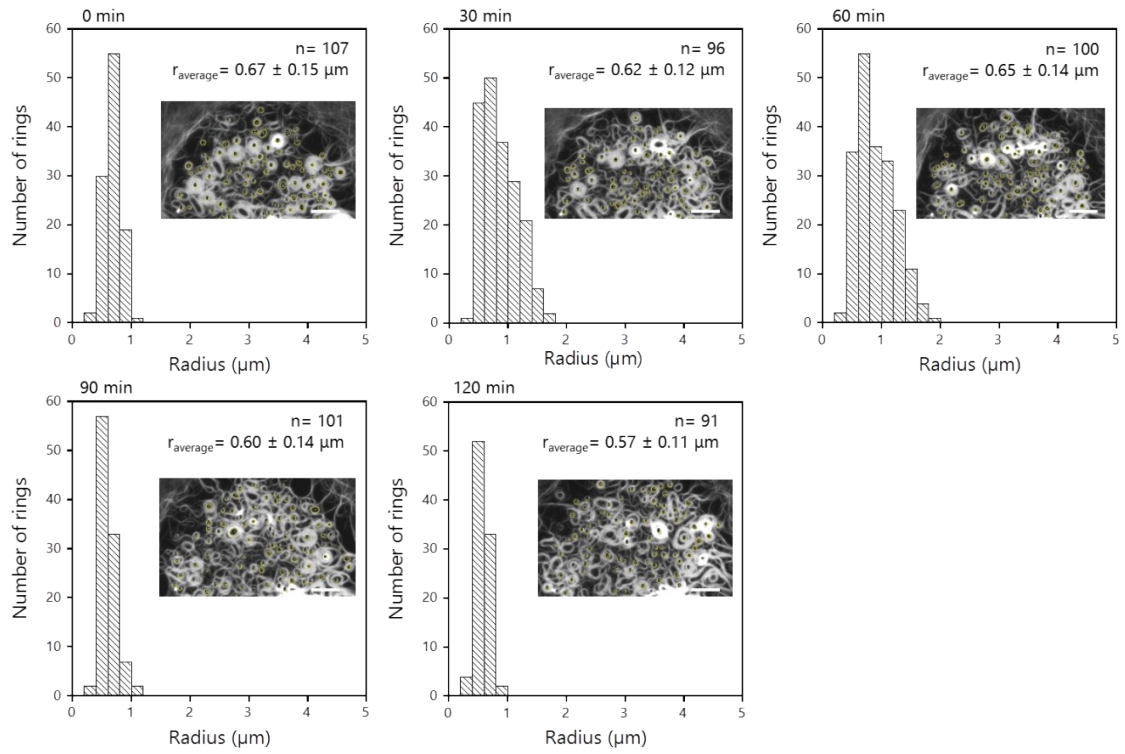 0 min
n= 107
raverage= 0.67 ± 0.15 µm
Number of rings
60
50
40
30
20
10
0
0 1 2 3 4 5
Radius (µm)
30 min
n= 96
raverage= 0.62 ± 0.12 µm
Number of rings
60
50
40
30
20
10
0
0 1 2 3 4 5
Radius (µm)
60 min
n= 100
raverage= 0.65 ± 0.14 µm
Number of rings
60
50
40
30
20
10
0
0 1 2 3 4 5
Radius (µm)
90 min
n= 101
raverage= 0.60 ± 0.14 µm
Number of rings
60
50
40
30
20
10
0
0 1 2 3 4 5
Radius (µm)
120 min
n= 91
raverage= 0.57 ± 0.11 µm
Number of rings
60
50
40
30
20
10
0
0 1 2 3 4 5
Radius (µm)